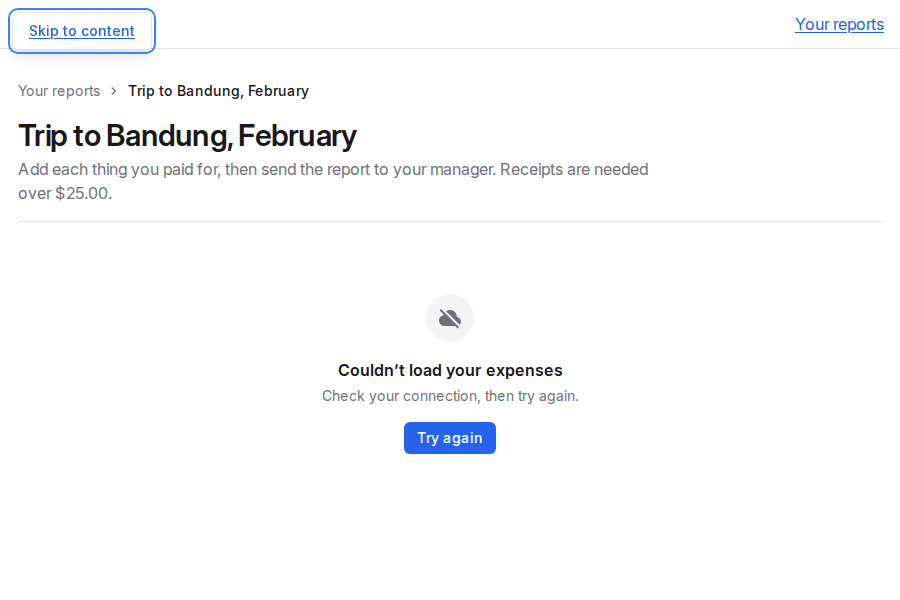 Skip to content
Your reports
Your reports › Trip to Bandung, February
Trip to Bandung, February
Add each thing you paid for, then send the report to your manager. Receipts are needed
over $25.00.
Couldn’t load your expenses
Check your connection, then try again.
Try again